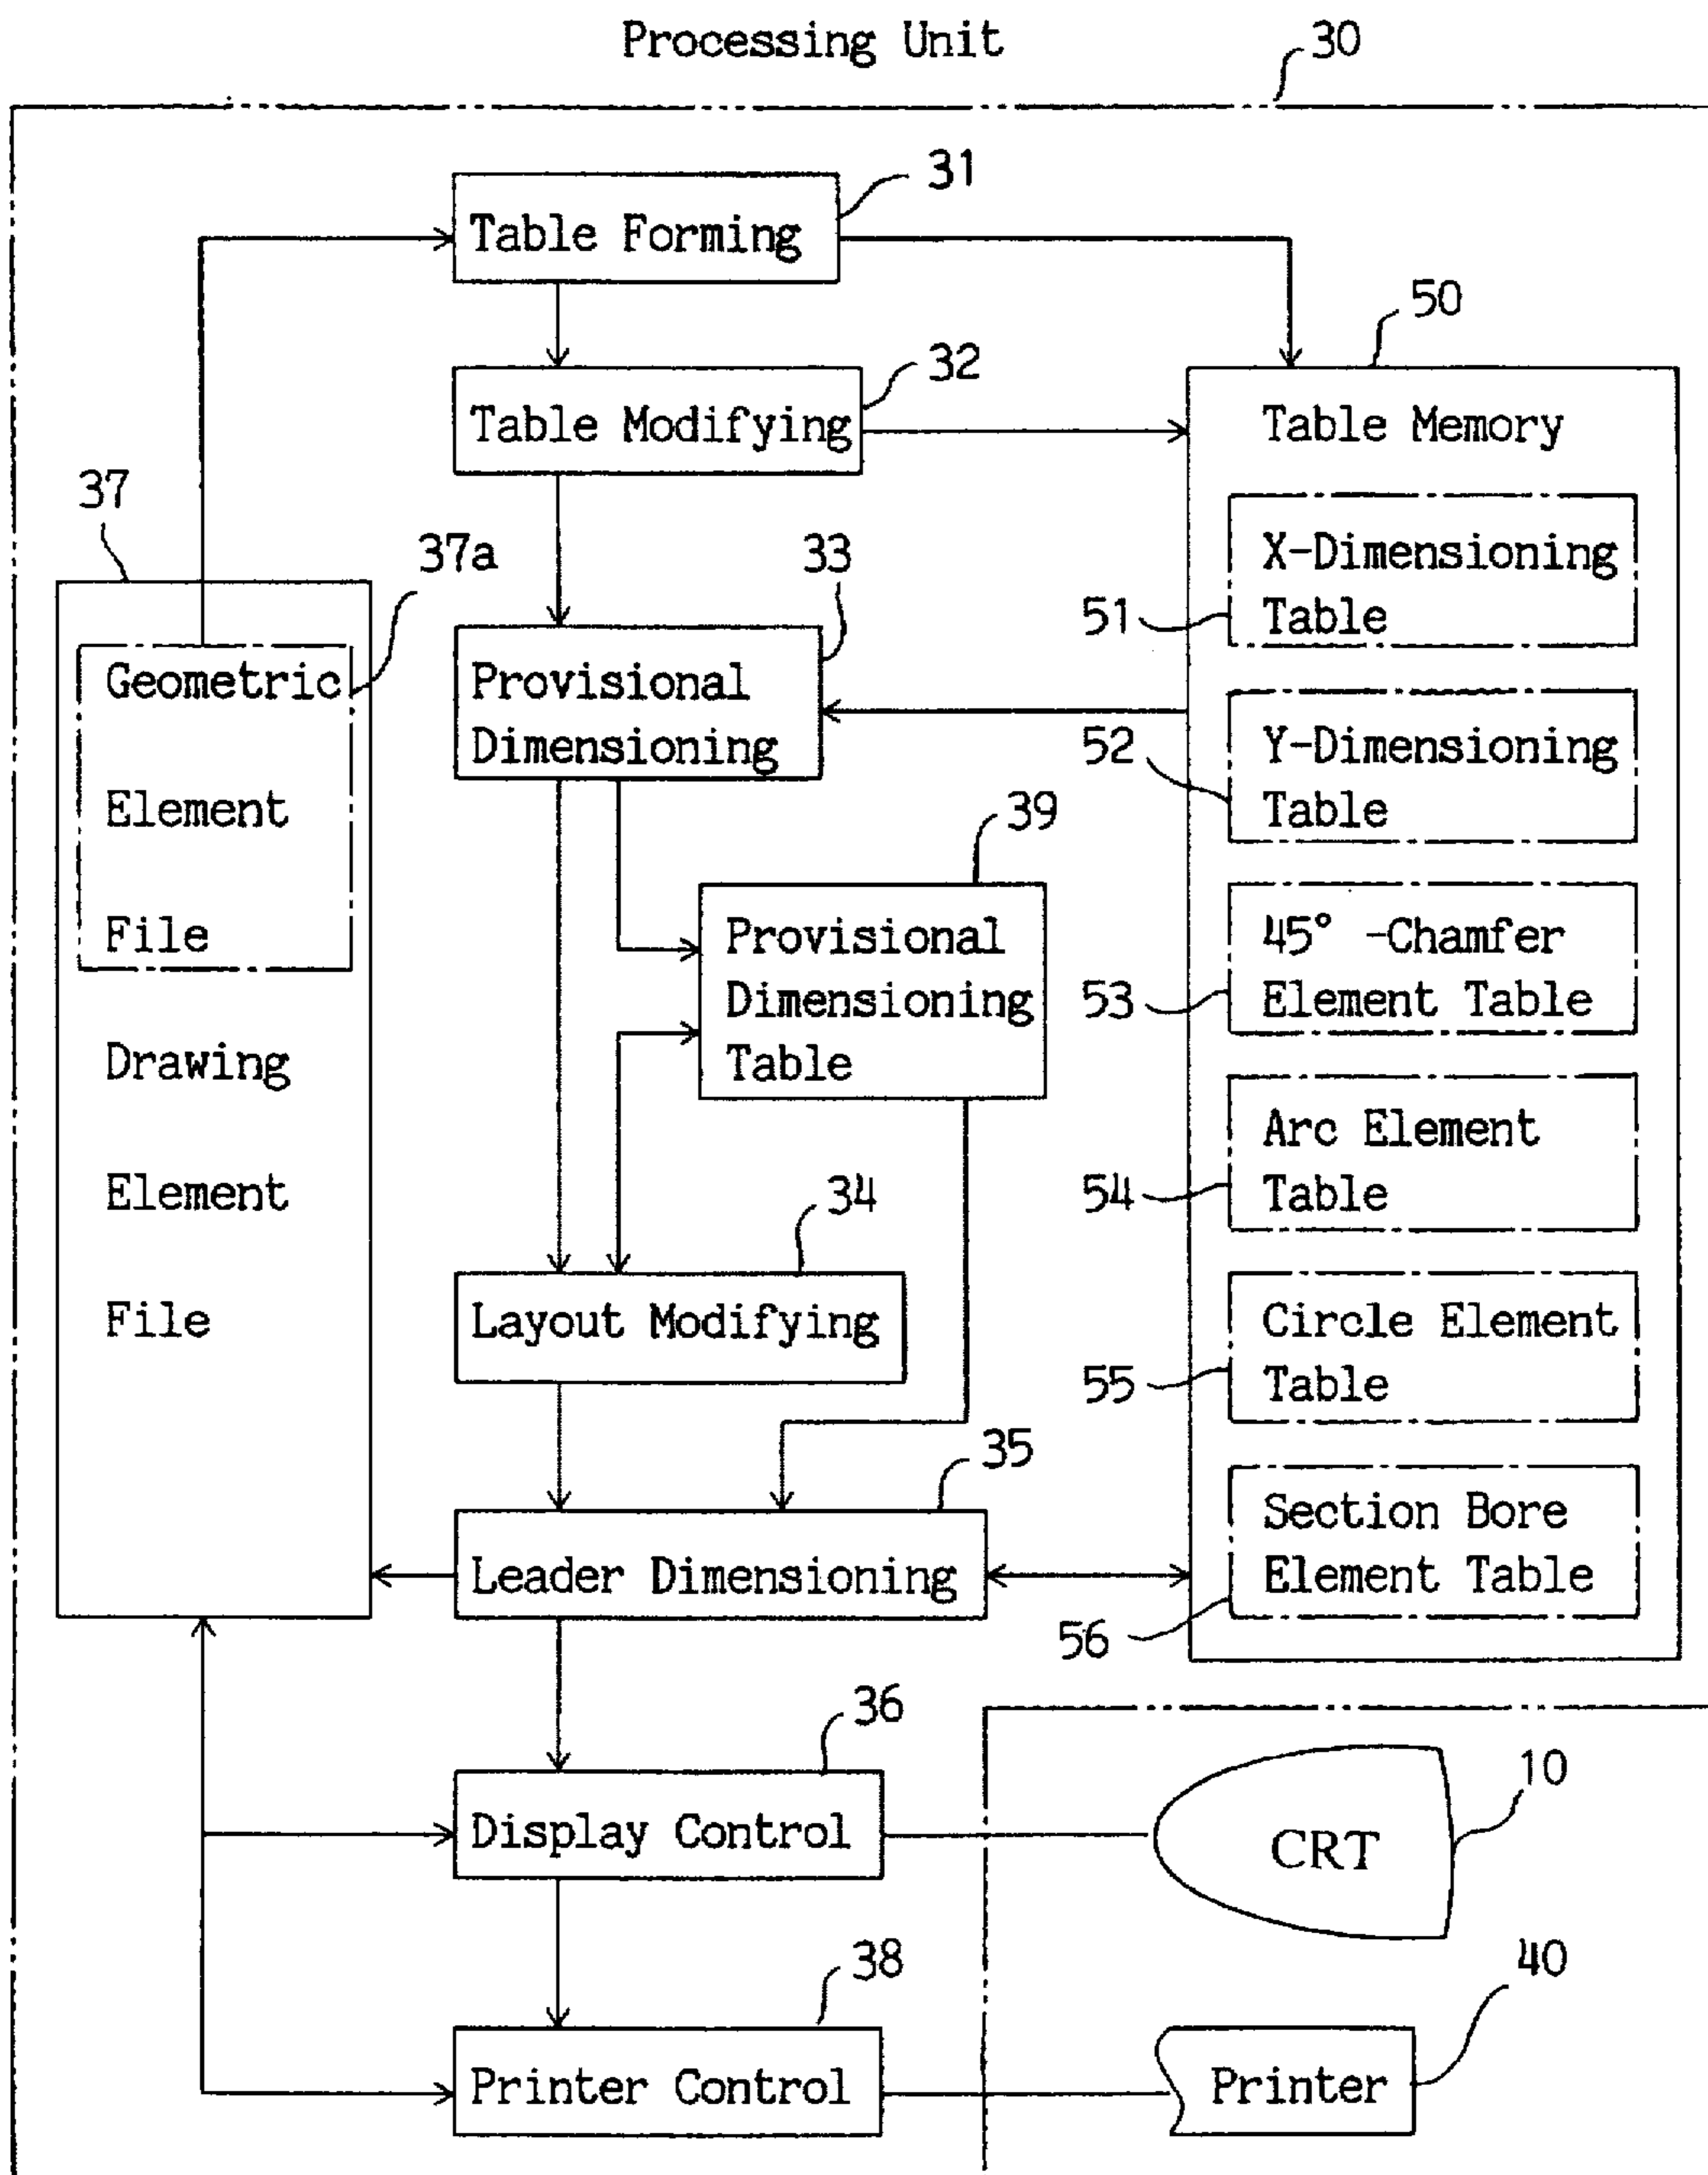 Processing Unit
30
31
Table Forming
50
32
Table Modifying
Table Memory
37
37a
33
X-Dimensioning
Table
51
Geometric
Element
File
Drawing
Element
File
Provisional
Dimensioning
52
Y-Dimensioning
Table
39
Provisional
Dimensioning
Table
53
45° -Chamfer
Element Table
54
Arc Element
Table
34
Layout Modifying
55
Circle Element
Table
35
Leader Dimensioning
Section Bore
Element Table
56
36
Display Control
10
CRT
38
Printer Control
40
Printer